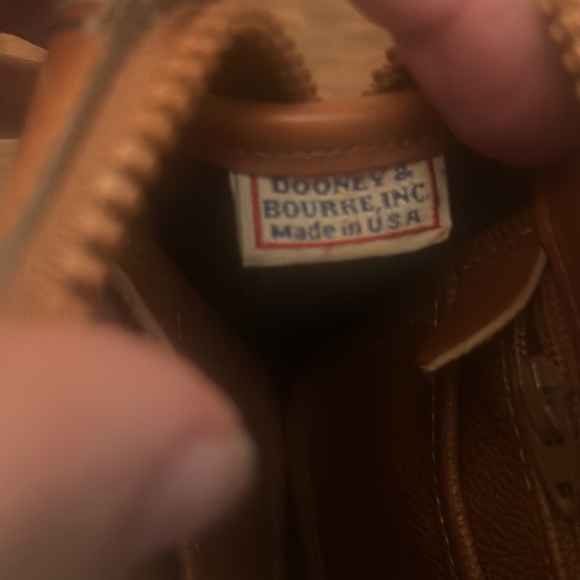 DOONEY &
BOURKE, INC.
Made in U.S.A